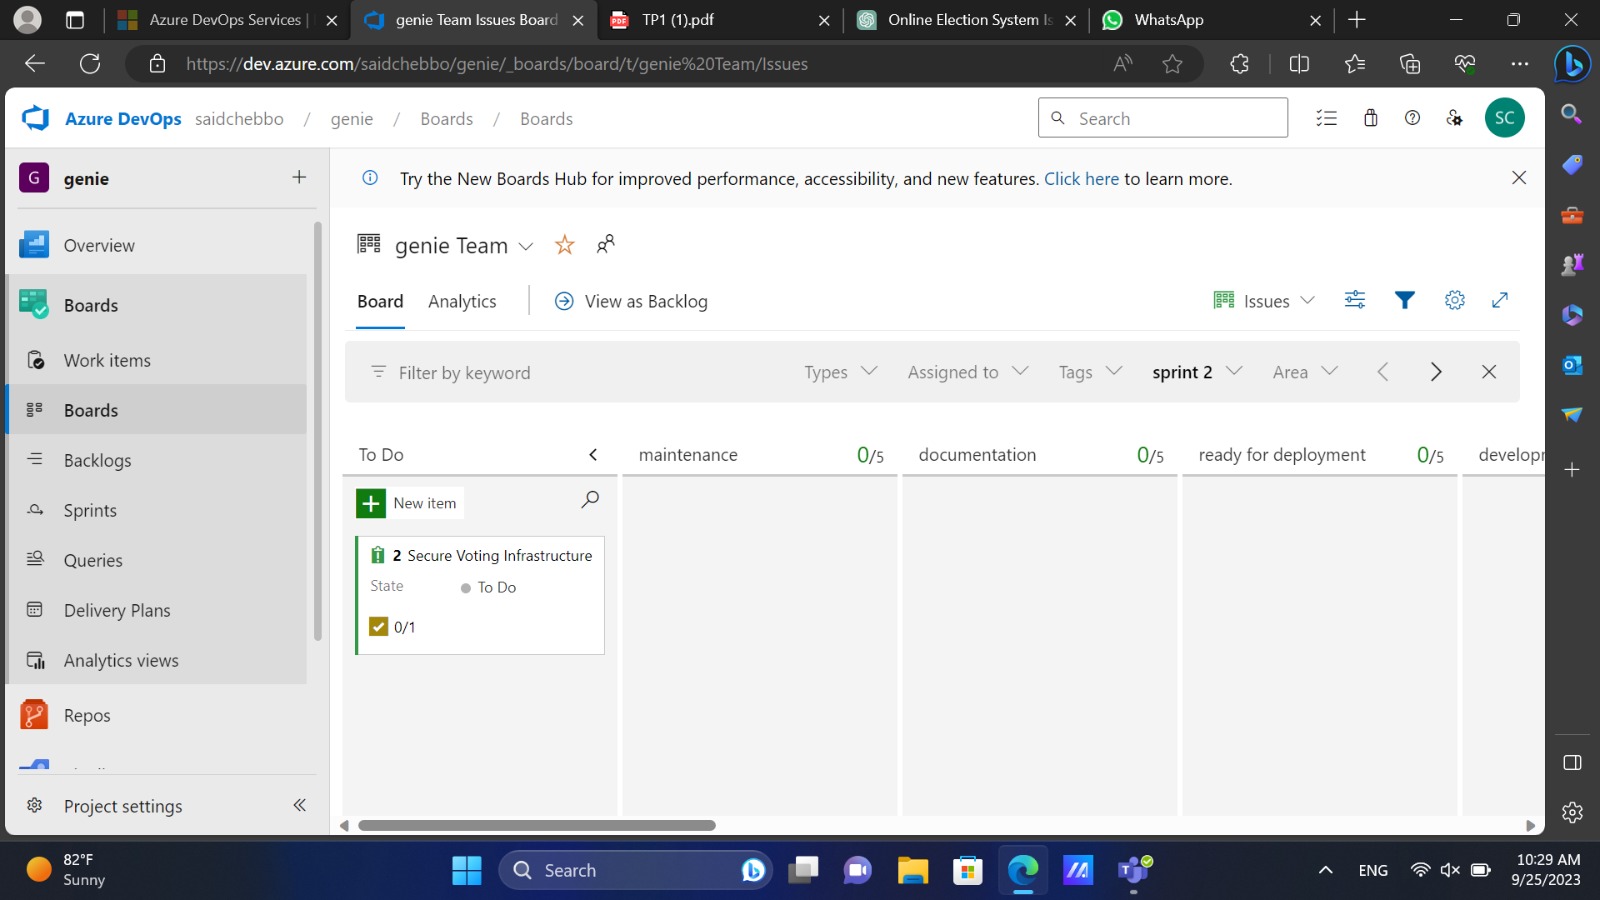 Azure DevOps Services |
genie Team Issues Board
TP1 (1).pdf
Online Election System Is
WhatsApp
https://dev.azure.com/saidchebbo/genie/_boards/board/t/genie%20Team/Issues
Azure DevOps saidchebbo / genie / Boards / Boards
Search
SC
G genie
Try the New Boards Hub for improved performance, accessibility, and new features. Click here to learn more.
Overview
Boards
Work items
Boards
Backlogs
Sprints
Queries
Delivery Plans
Analytics views
Repos
Project settings
genie Team
Board Analytics View as Backlog
Issues
Filter by keyword Types Assigned to Tags sprint 2 Area
To Do
maintenance 0/5
documentation 0/5
ready for deployment 0/5
developm
New item
2 Secure Voting Infrastructure
State To Do
0/1
82°F
Sunny
Search
ENG
10:29 AM
9/25/2023